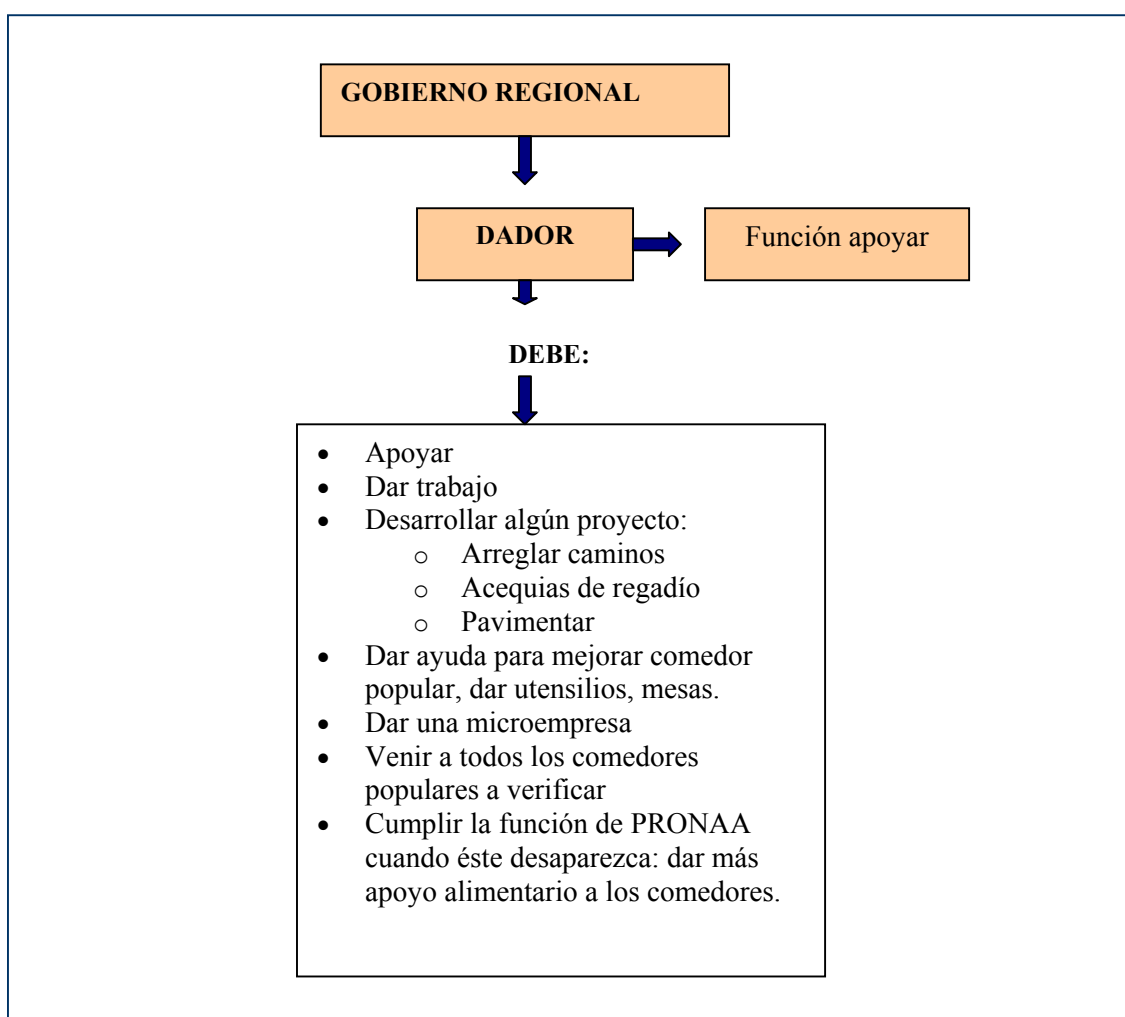 GOBIERNO REGIONAL
DADOR
Función apoyar
DEBE:
• Apoyar
• Dar trabajo
• Desarrollar algún proyecto:
o Arreglar caminos
o Acequias de regadío
o Pavimentar
• Dar ayuda para mejorar comedor
popular, dar utensilios, mesas.
• Dar una microempresa
• Venir a todos los comedores
populares a verificar
• Cumplir la función de PRONAA
cuando éste desaparezca: dar más
apoyo alimentario a los comedores.